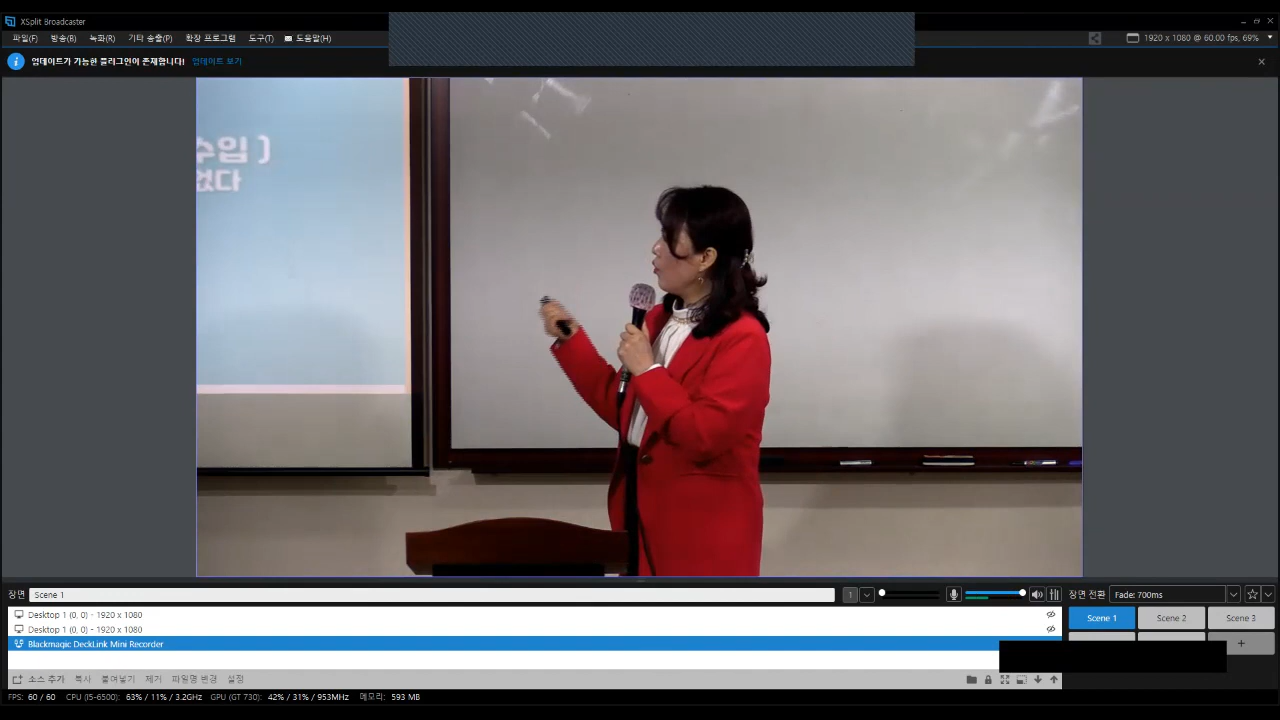 XSplit Broadcaster
파일(F) 방송(B) 녹화(R) 기타 송출(P) 확장 프로그램 도구(T) 도움말(H)
1920 x 1080 @ 60.00 fps, 69%
업데이트가 가능한 플러그인이 존재합니다! 업데이트 보기
수입 )
없다
장면 Scene 1
1
장면 전환 Fade: 700ms
Desktop 1 (0, 0) - 1920 x 1080
Desktop 1 (0, 0) - 1920 x 1080
Blackmagic DeckLink Mini Recorder
Scene 1 Scene 2 Scene 3
소스 추가 복사 붙여넣기 제거 파일명 변경 설정
FPS: 60 / 60 CPU (I5-6500): 63% / 11% / 3.2GHz GPU (GT 730): 42% / 31% / 953MHz 메모리: 593 MB